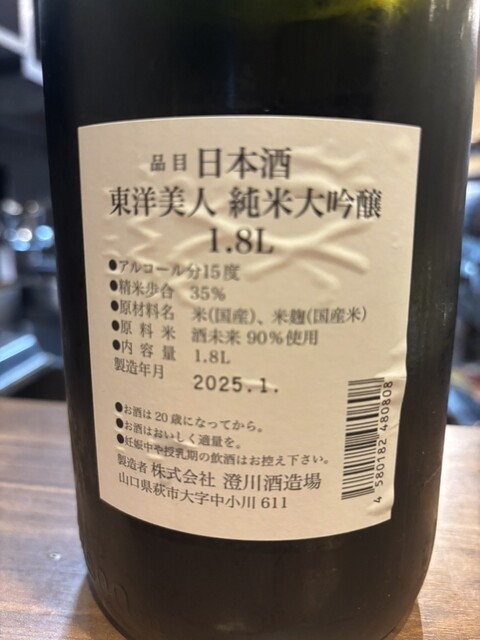 品目 日本酒
東洋美人 純米大吟醸
1.8L
●アルコール分15度
●精米歩合 35%
●原材料名 米(国産)、米麹(国産米)
●原料米 酒未来 90%使用
●内容量 1.8L
製造年月 2025.1.
●お酒は20歳になってから。
●お酒はおいしく適量を。
●妊娠中や授乳期の飲酒はお控え下さい。
製造者 株式会社 澄川酒造場
山口県萩市大字中小川 611
4 580182 480808